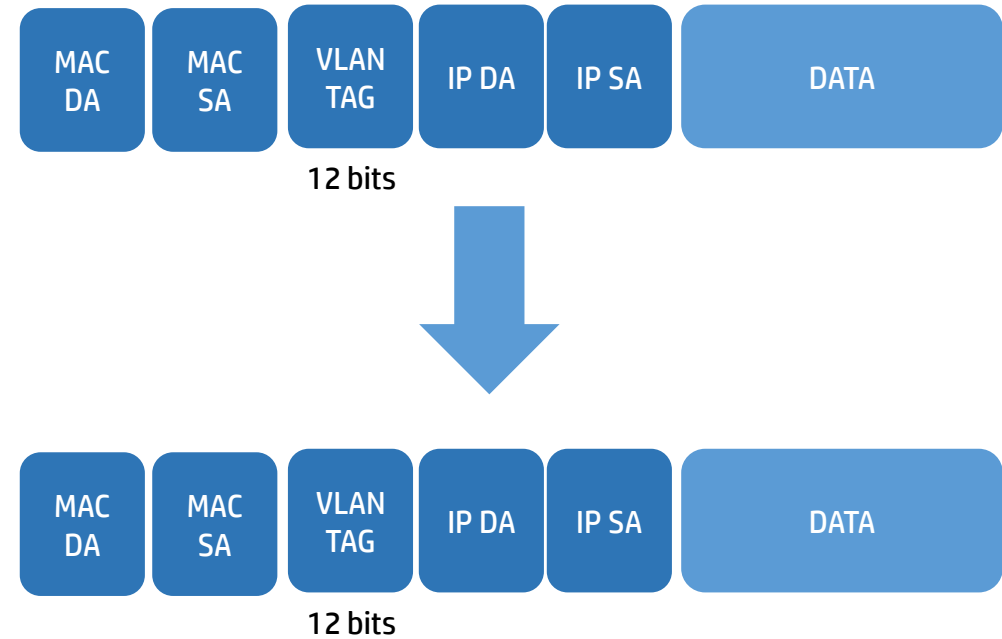 MAC
DA
MAC
SA
VLAN
TAG
IP DA
IP SA
DATA
12 bits
MAC
DA
MAC
SA
VLAN
TAG
IP DA
IP SA
DATA
12 bits